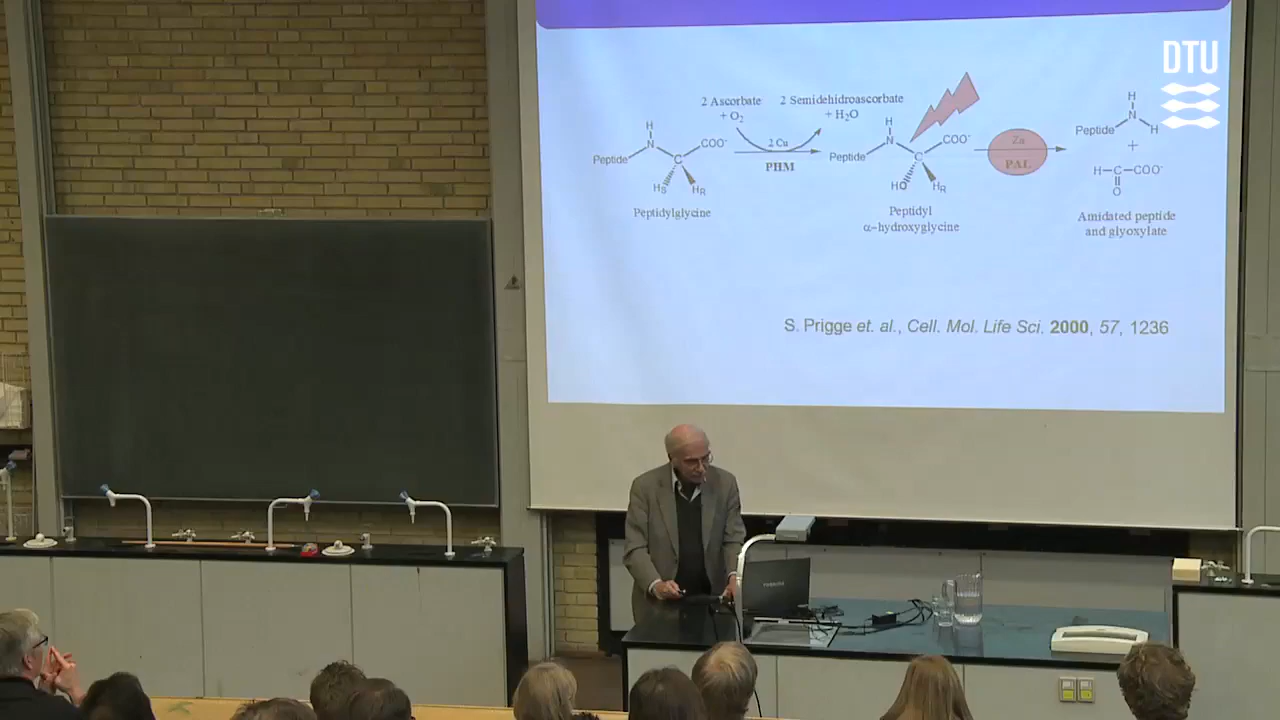 DTU
2 Ascorbate
+ O₂
2 Semidehidroascorbate
+ H₂O
H
N
Peptide
C
COO⁻
Hs
HR
Peptidylglycine
2 Cu
PHM
H
N
Peptide
C
COO⁻
HO
HR
Peptidyl
α–hydroxyglycine
Zn
PAL
H
N
Peptide
H
+
H–C–COO⁻
O
Amidated peptide
and glyoxylate
S. Prigge et. al., Cell. Mol. Life Sci. 2000, 57, 1236
TOSHIBA